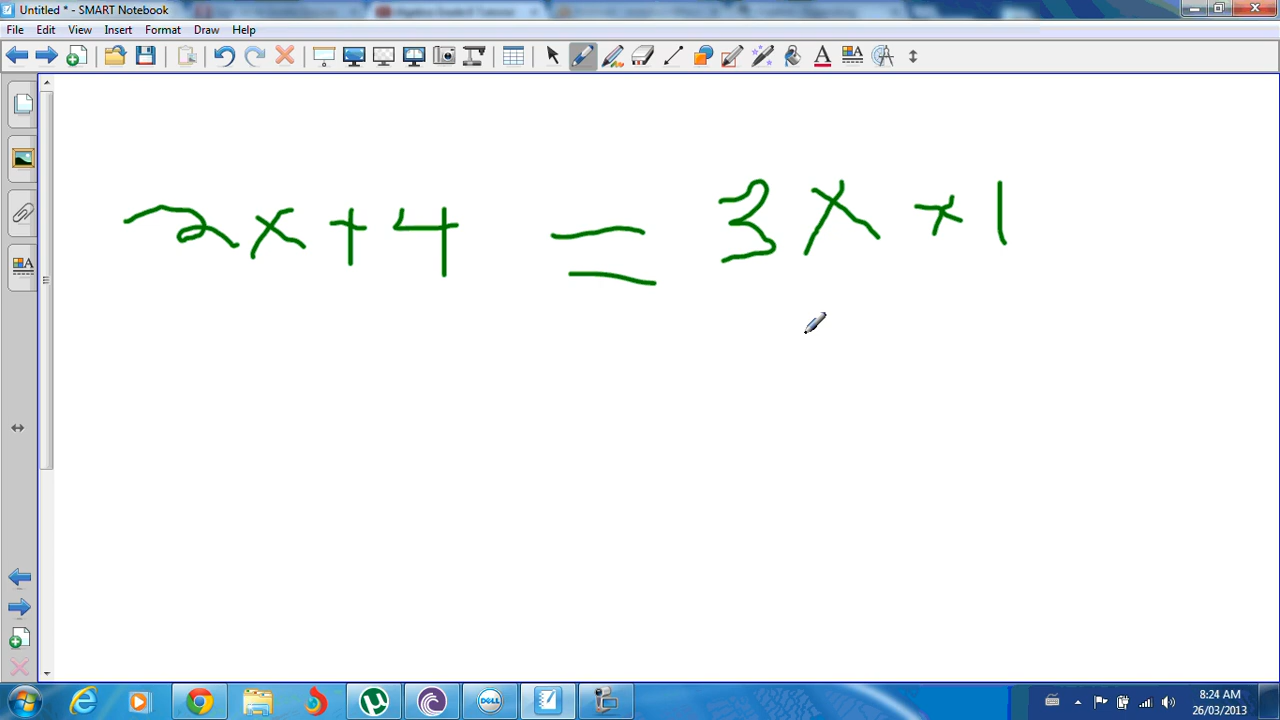 Untitled * - SMART Notebook
File Edit View Insert Format Draw Help
2x+4 = 3x+1
8:24 AM
26/03/2013